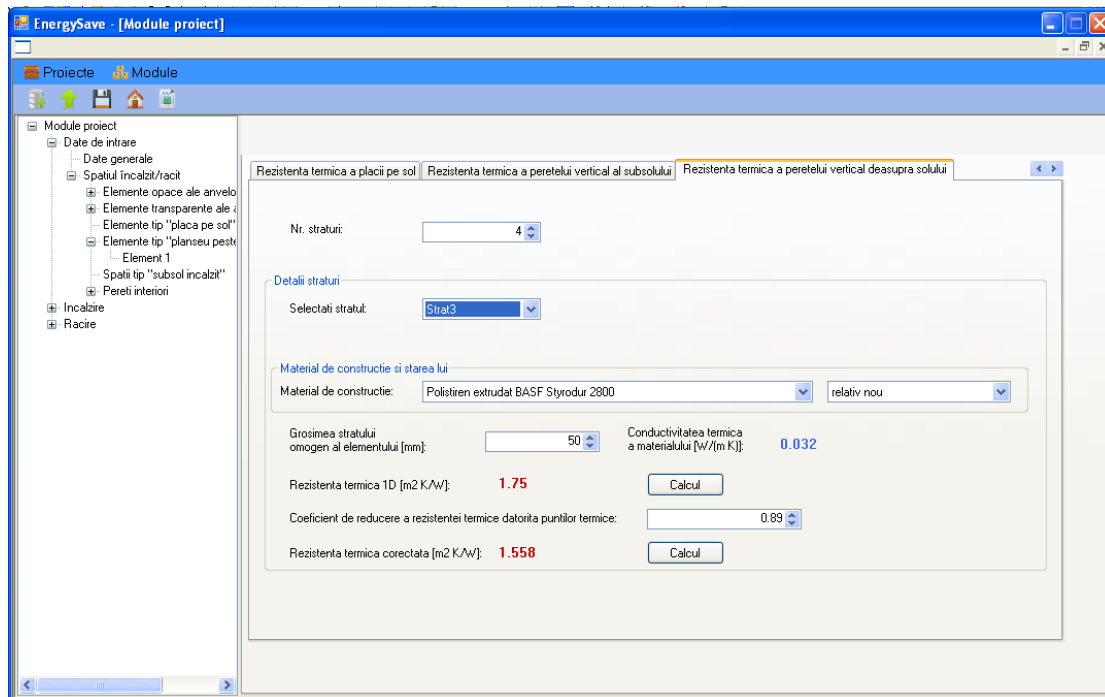 EnergySave - [Module proiect]
Proiecte Module
Module proiect
Date de intrare
Date generale
Spatiul încalzit/racit
Elemente opace ale anvelo
Elemente transparente ale a
Elemente tip "placa pe sol"
Elemente tip "planseu peste
Element 1
Spatii tip "subsol incalzit"
Pereti interiori
Incalzire
Racire
Rezistenta termica a placii pe sol Rezistenta termica a peretelui vertical al subsolului Rezistenta termica a peretelui vertical deasupra solului
Nr. straturi: 4
Detalii straturi
Selectati stratul: Strat3
Material de constructie si starea lui
Material de constructie: Polistiren extrudat BASF Styrodur 2800 relativ nou
Grosimea stratului
omogen al elementului [mm]: 50
Conductivitatea termica
a materialului [W/(m K)]: 0.032
Rezistenta termica 1D [m2 K/W]: 1.75 Calcul
Coeficient de reducere a rezistentei termice datorita puntilor termice: 0.89
Rezistenta termica corectata [m2 K/W]: 1.558 Calcul